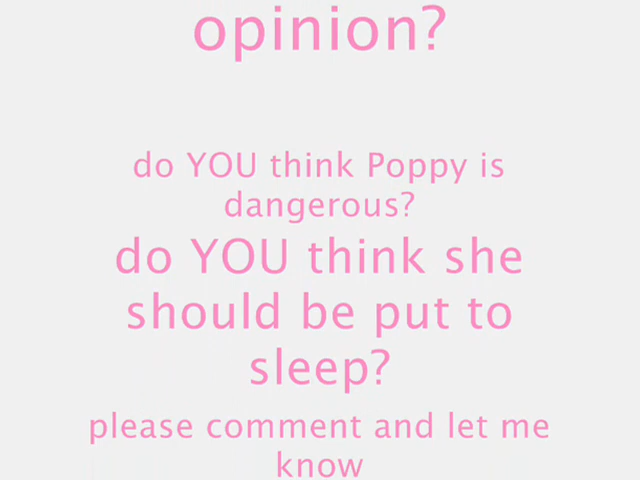 opinion?
do YOU think Poppy is
dangerous?
do YOU think she
should be put to
sleep?
please comment and let me
know